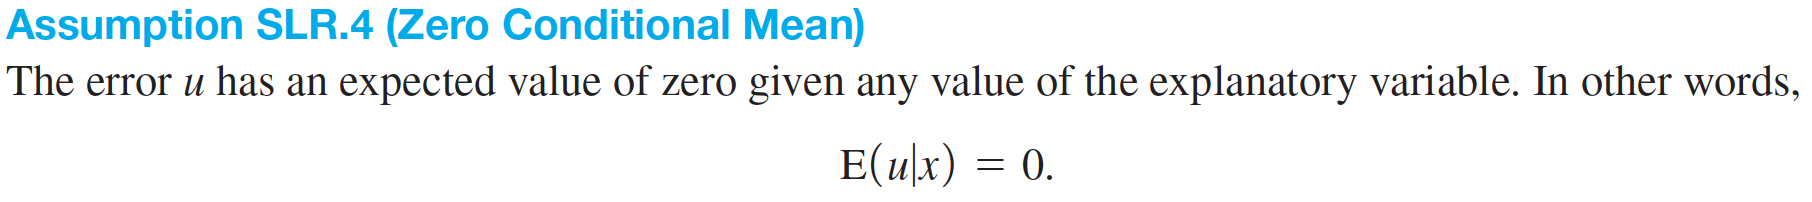 Assumption SLR.4 (Zero Conditional Mean)
The error u has an expected value of zero given any value of the explanatory variable. In other words,
E(u|x) = 0.